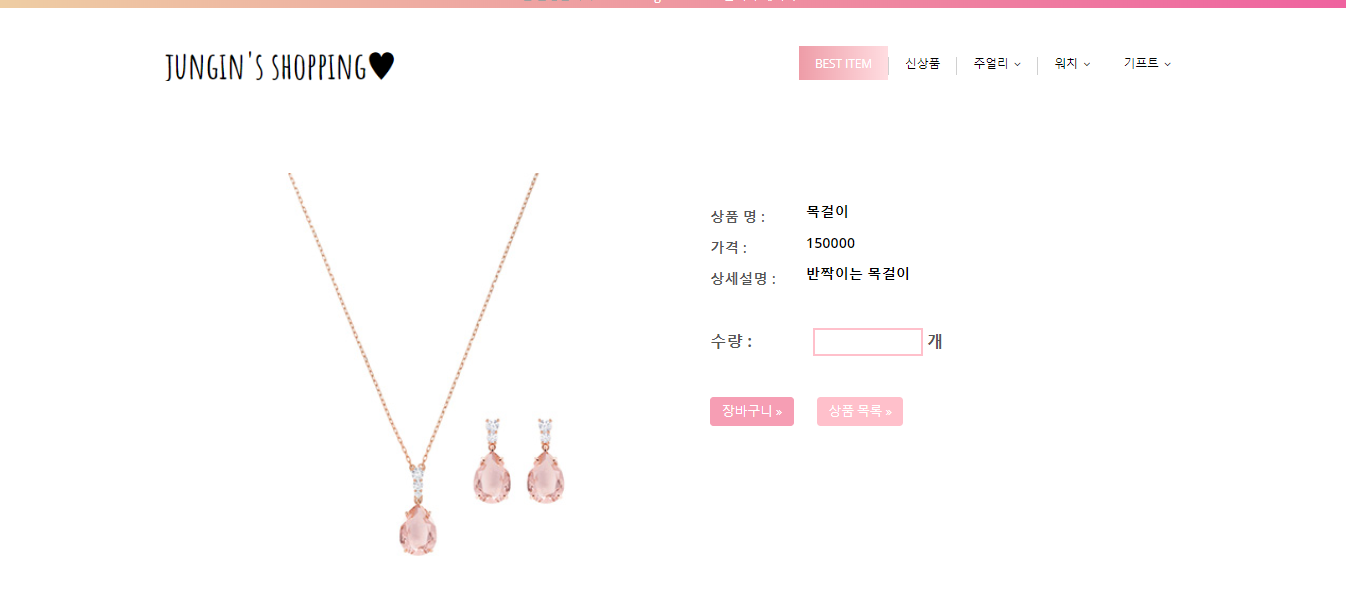 JUNGIN'S SHOPPING♥
BEST ITEM 신상품 주얼리 워치 기프트
상품 명 : 목걸이
가격 : 150000
상세설명 : 반짝이는 목걸이
수량 : 개
장바구니 » 상품 목록 »